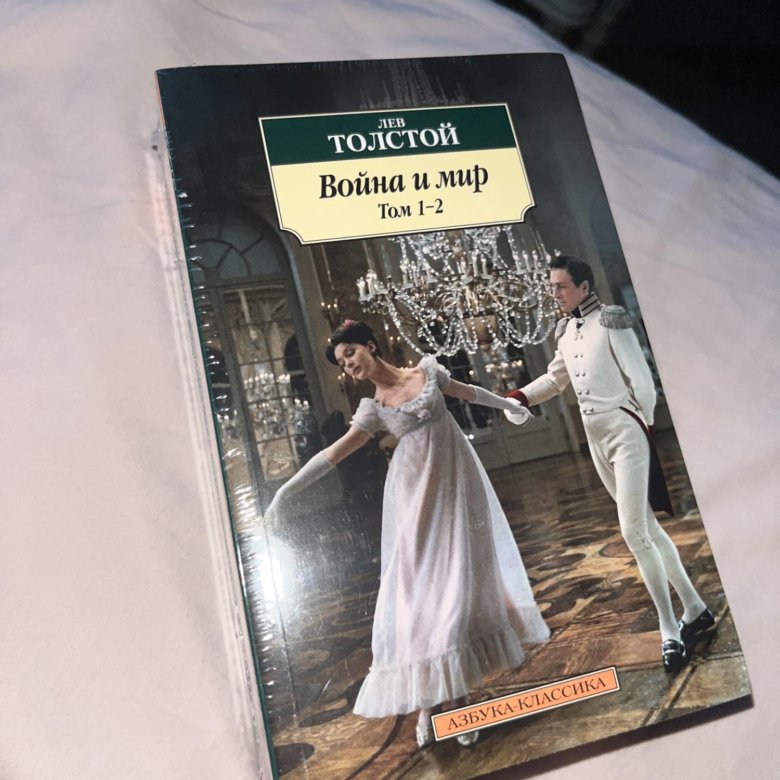 ЛЕВ
ТОЛСТОЙ
Война и мир
Том 1–2
АЗБУКА-КЛАССИКА